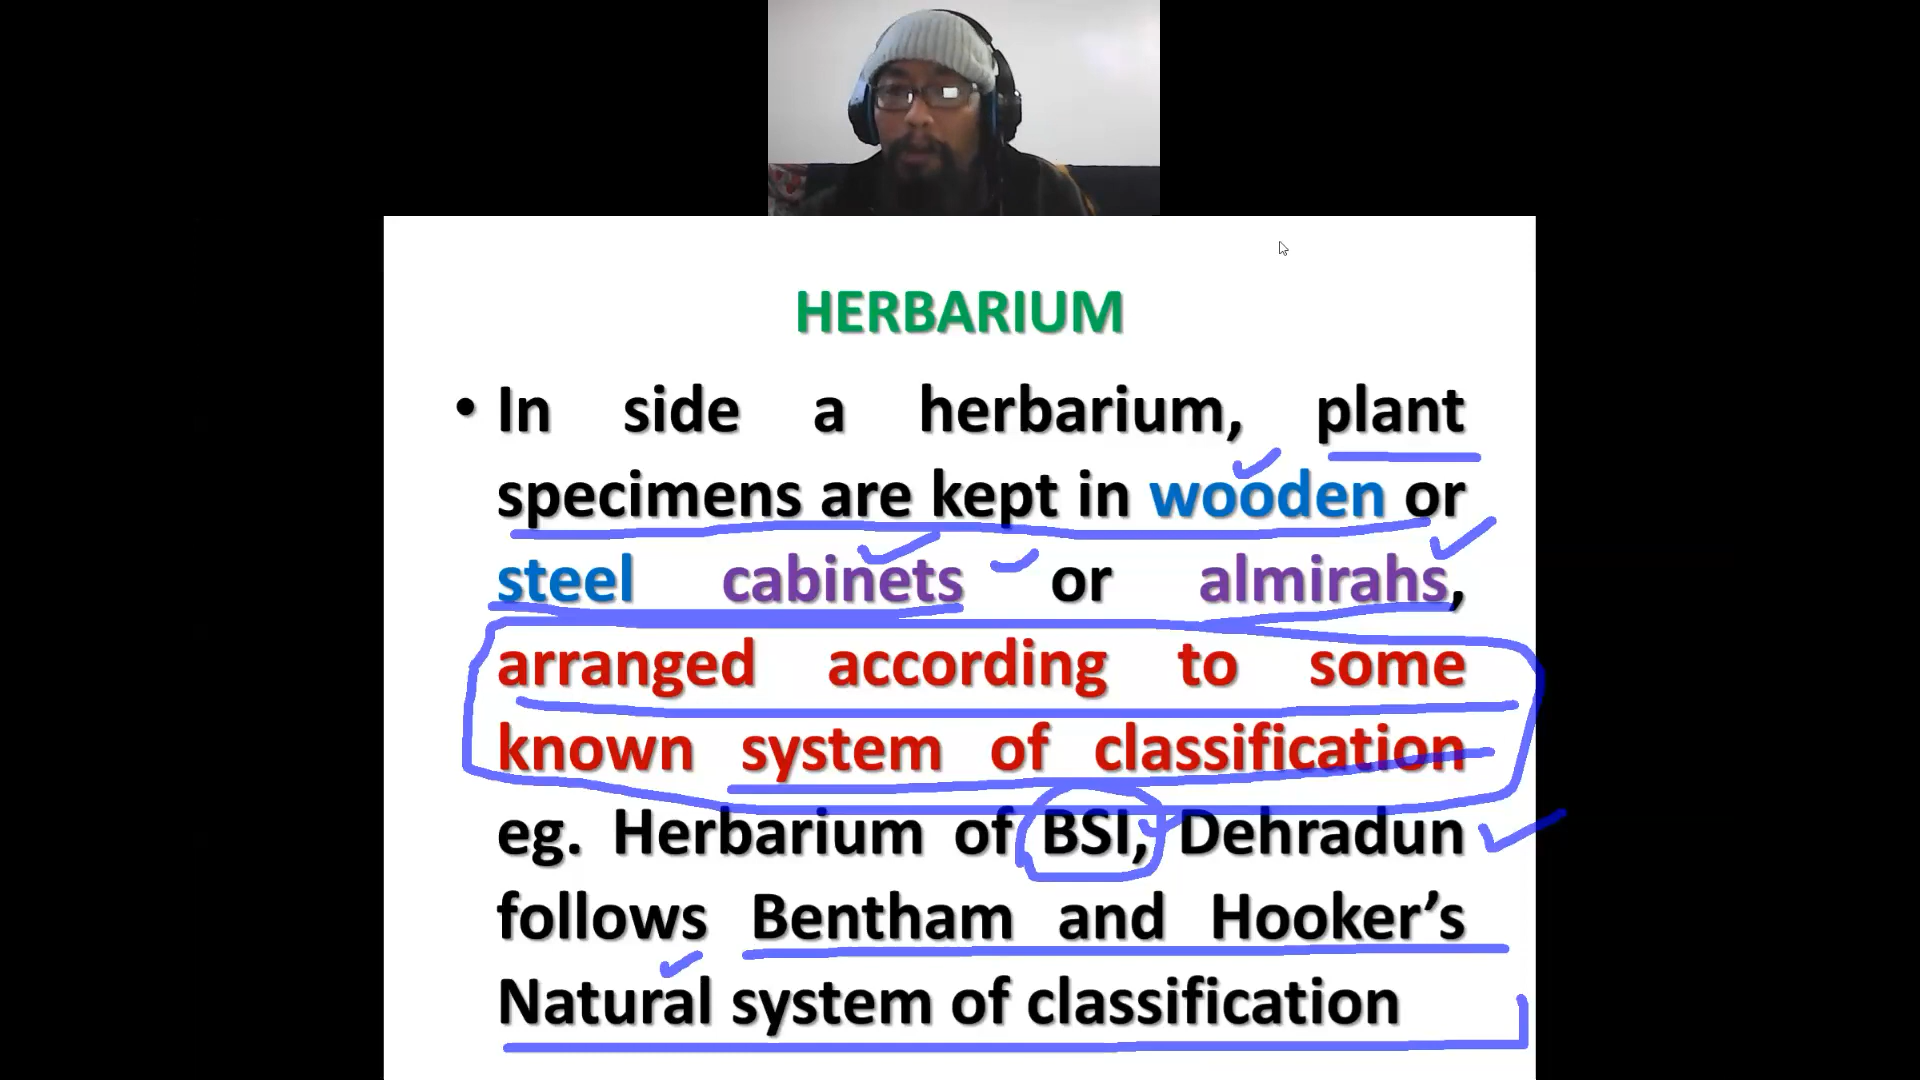 HERBARIUM
• In side a herbarium, plant
specimens are kept in wooden or
steel cabinets or almirahs,
arranged according to some
known system of classification
eg. Herbarium of BSI, Dehradun
follows Bentham and Hooker’s
Natural system of classification